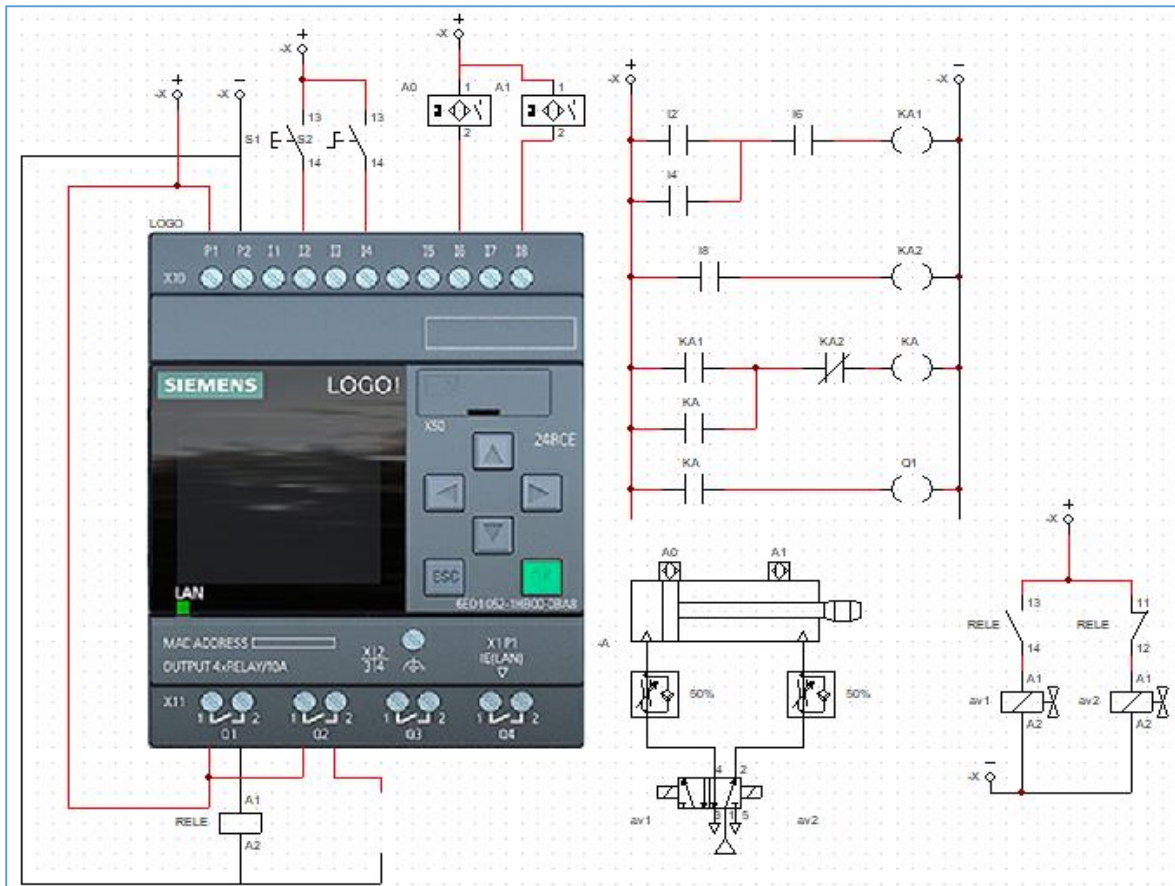 +
-X
+
-X
+
-X
−
-X
A0
1
2
A1
1
2
S1
13
14
S2
13
14
LOGO
P1 P2 I1 I2 I3 I4 I5 I6 I7 I8
X10
SIEMENS
LOGO!
X50
24RCE
ESC
OK
6ED1 052-1HB00-0BA8
LAN
MAC ADDRESS
OUTPUT 4xRELAY/10A
X1|2
3|4
X1P1
IE(LAN)
X11
1 2 1 2 1 2 1 2
Q1 Q2 Q3 Q4
RELE
A1
A2
+
-X
−
-X
I2 I6 KA1
I4
I8 KA2
KA1 KA2 KA
KA
KA Q1
A0 A1
-A
50% 50%
4 2
av1 av2
3 1 5
+
-X
RELE
13
14
RELE
11
12
av1
A1
A2
av2
A1
A2
−
-X